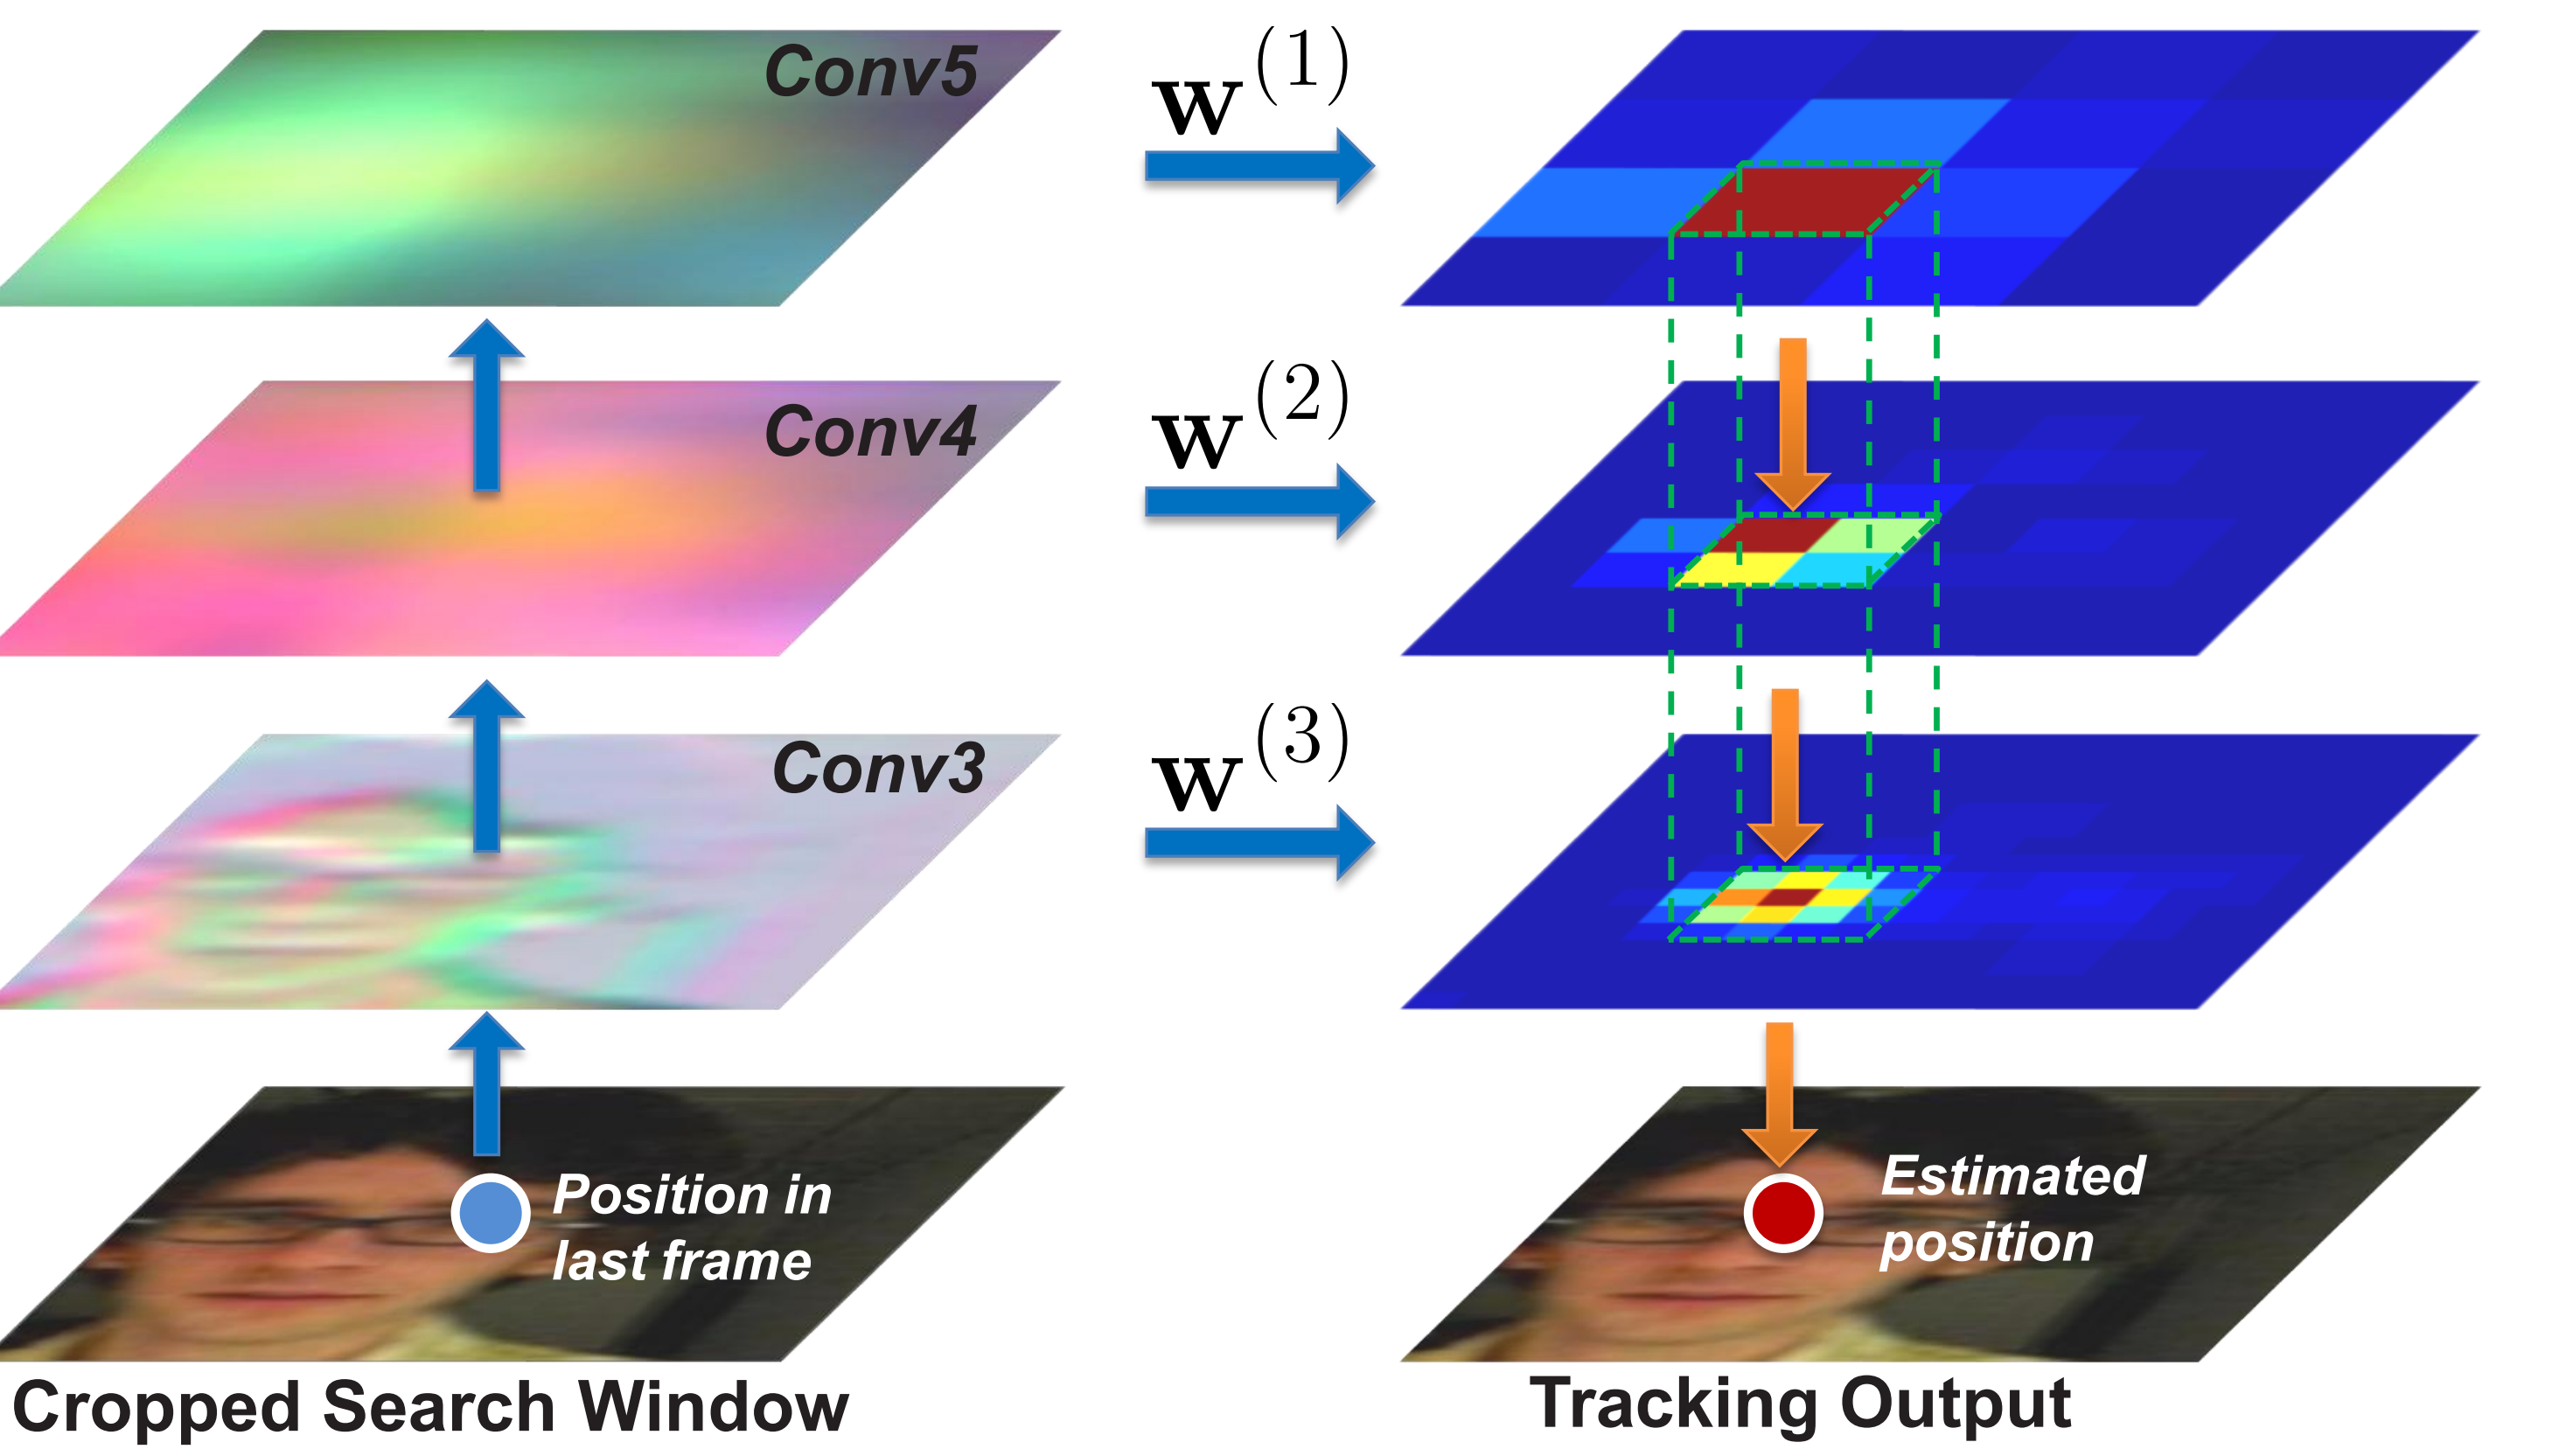 Conv5
w^(1)
Conv4
w^(2)
Conv3
w^(3)
Position in
last frame
Estimated
position
Cropped Search Window
Tracking Output